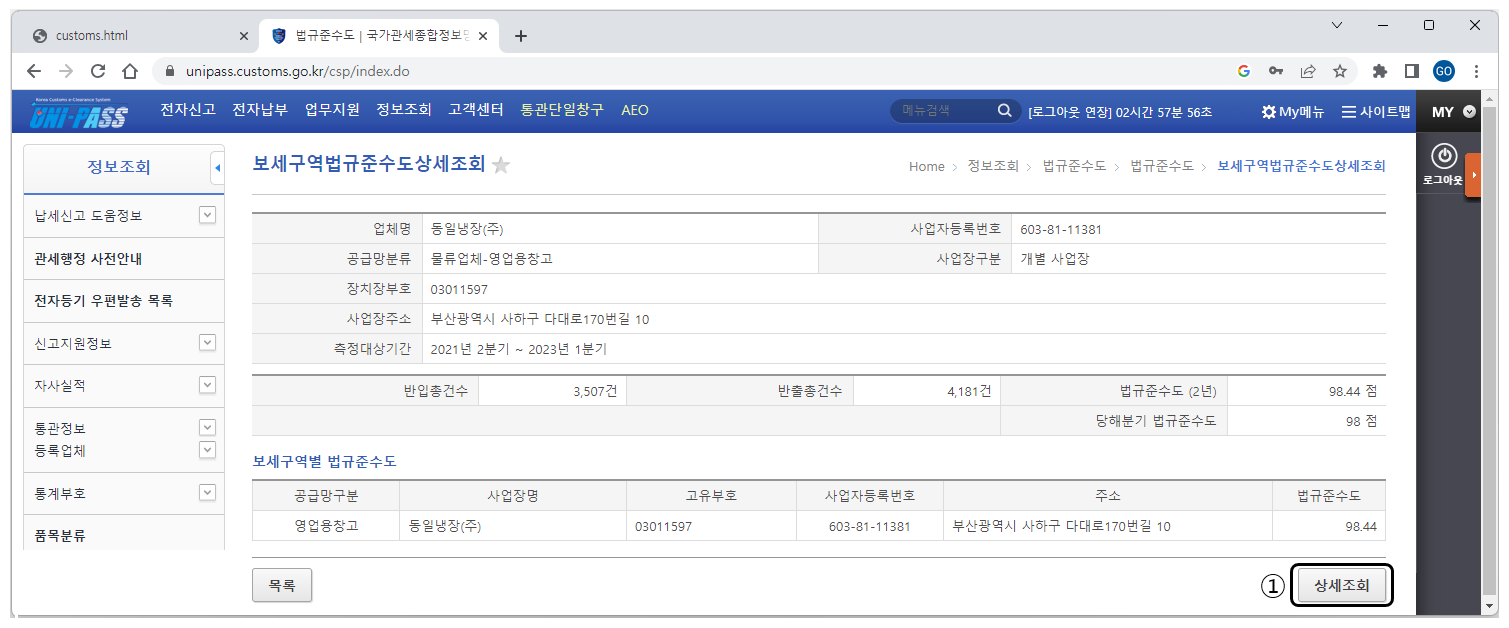 customs.html
법규준수도 | 국가관세종합정보망
unipass.customs.go.kr/csp/index.do
GO
Korea Customs e-Clearance System
UNI-PASS
전자신고 전자납부 업무지원 정보조회 고객센터 통관단일창구 AEO
메뉴검색
[로그아웃 연장] 02시간 57분 56초
My메뉴
사이트맵
MY
로그아웃
정보조회
납세신고 도움정보
관세행정 사전안내
전자등기 우편발송 목록
신고지원정보
자사실적
통관정보
등록업체
통계부호
품목분류
보세구역법규준수도상세조회
Home > 정보조회 > 법규준수도 > 법규준수도 > 보세구역법규준수도상세조회
업체명 동일냉장(주) 사업자등록번호 603-81-11381
공급망분류 물류업체-영업용창고 사업장구분 개별 사업장
장치장부호 03011597
사업장주소 부산광역시 사하구 다대로170번길 10
측정대상기간 2021년 2분기 ~ 2023년 1분기
반입총건수 3,507건 반출총건수 4,181건 법규준수도 (2년) 98.44 점
당해분기 법규준수도 98 점
보세구역별 법규준수도
공급망구분 사업장명 고유부호 사업자등록번호 주소 법규준수도
영업용창고 동일냉장(주) 03011597 603-81-11381 부산광역시 사하구 다대로170번길 10 98.44
목록
① 상세조회